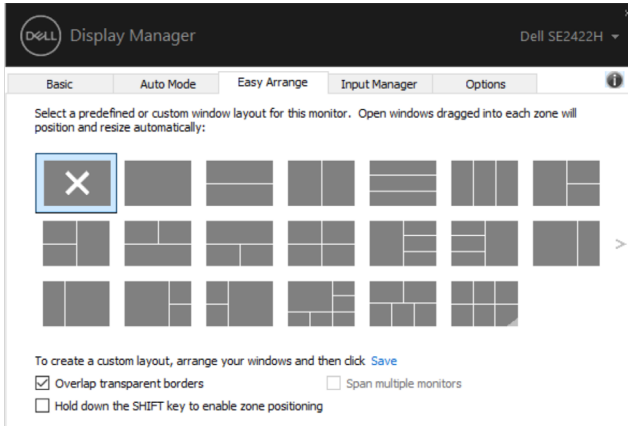 DELL Display Manager
Dell SE2422H
Basic Auto Mode Easy Arrange Input Manager Options
Select a predefined or custom window layout for this monitor. Open windows dragged into each zone will
position and resize automatically:
To create a custom layout, arrange your windows and then click Save
Overlap transparent borders
Span multiple monitors
Hold down the SHIFT key to enable zone positioning